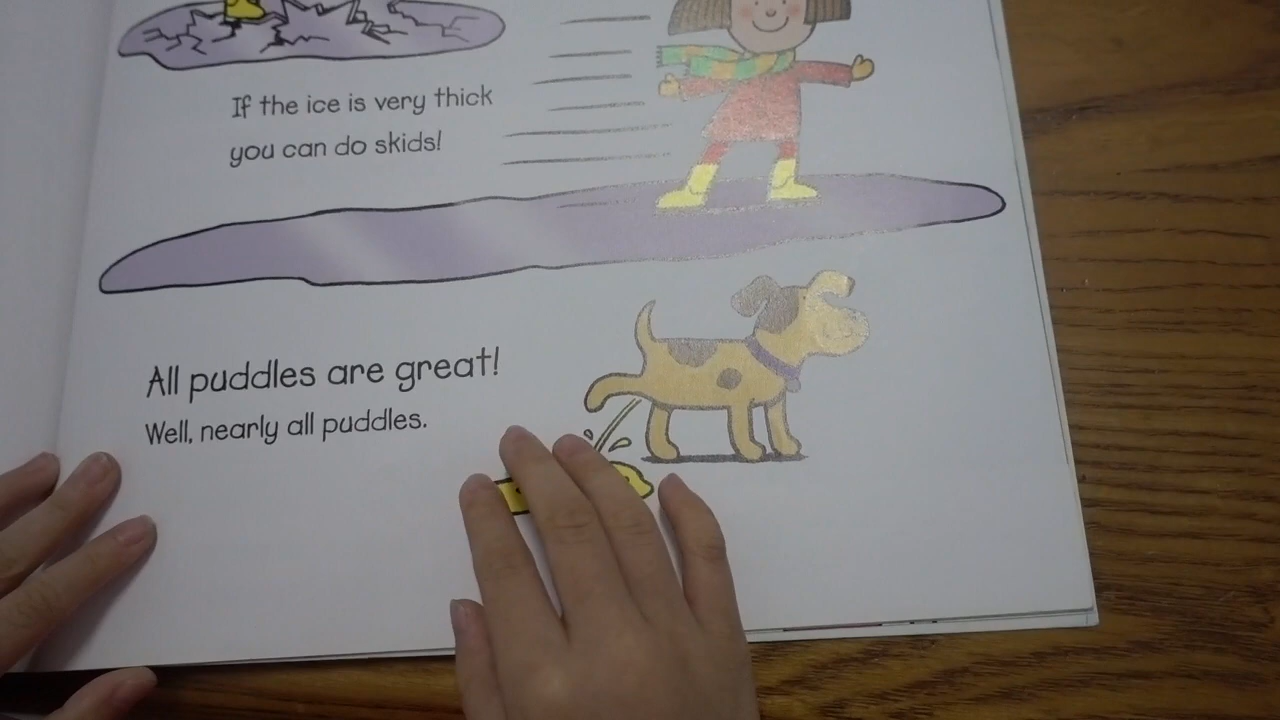 If the ice is very thick
you can do skids!
All puddles are great!
Well, nearly all puddles.